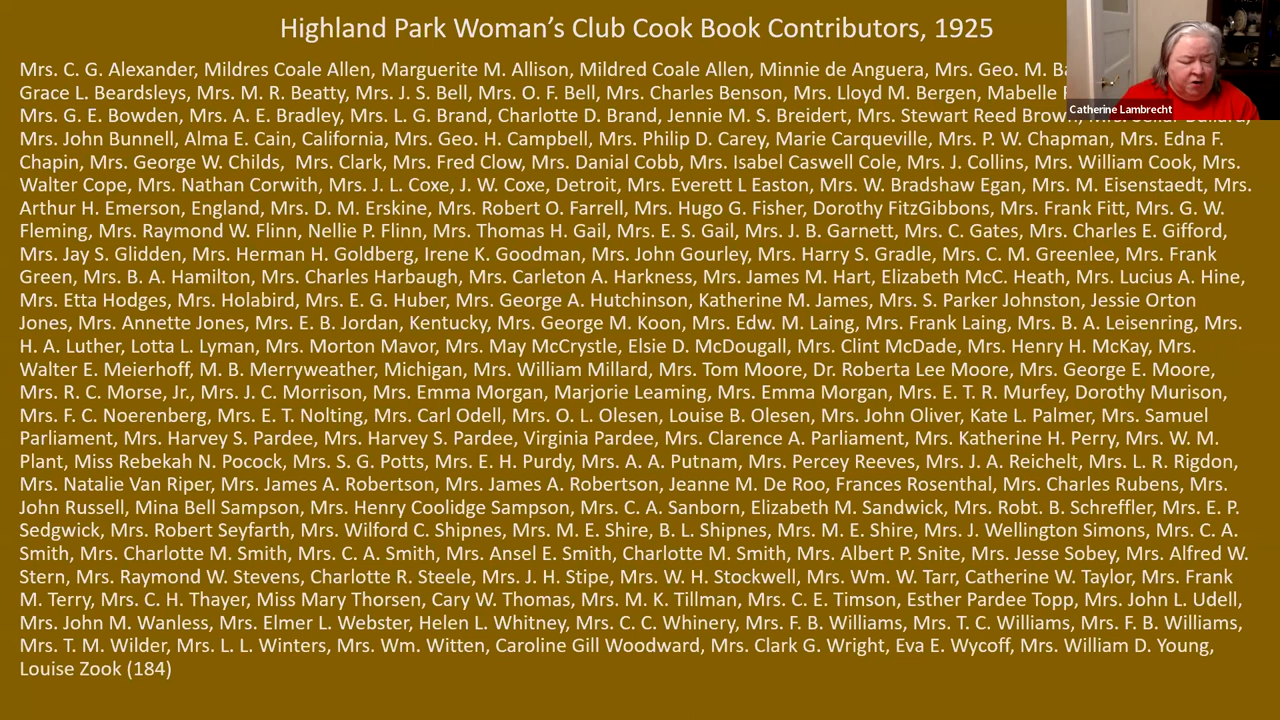 Highland Park Woman's Club Cook Book Contributors, 1925
Mrs. C. G. Alexander, Mildres Coale Allen, Marguerite M. Allison, Mildred Coale Allen, Minnie de Anguera, Mrs. Geo. M.
Grace L. Beardsleys, Mrs. M. R. Beatty, Mrs. J. S. Bell, Mrs. O. F. Bell, Mrs. Charles Benson, Mrs. Lloyd M. Bergen, Mabelle
Catherine Lambrecht
Mrs. G. E. Bowden, Mrs. A. E. Bradley, Mrs. L. G. Brand, Charlotte D. Brand, Jennie M. S. Breidert, Mrs. Stewart Reed
Mrs. John Bunnell, Alma E. Cain, California, Mrs. Geo. H. Campbell, Mrs. Philip D. Carey, Marie Carqueville, Mrs. P. W. Chapman, Mrs. Edna F.
Chapin, Mrs. George W. Childs, Mrs. Clark, Mrs. Fred Clow, Mrs. Danial Cobb, Mrs. Isabel Caswell Cole, Mrs. J. Collins, Mrs. William Cook, Mrs.
Walter Cope, Mrs. Nathan Corwith, Mrs. J. L. Coxe, J. W. Coxe, Detroit, Mrs. Everett L Easton, Mrs. W. Bradshaw Egan, Mrs. M. Eisenstaedt, Mrs.
Arthur H. Emerson, England, Mrs. D. M. Erskine, Mrs. Robert O. Farrell, Mrs. Hugo G. Fisher, Dorothy FitzGibbons, Mrs. Frank Fitt, Mrs. G. W.
Fleming, Mrs. Raymond W. Flinn, Nellie P. Flinn, Mrs. Thomas H. Gail, Mrs. E. S. Gail, Mrs. J. B. Garnett, Mrs. C. Gates, Mrs. Charles E. Gifford,
Mrs. Jay S. Glidden, Mrs. Herman H. Goldberg, Irene K. Goodman, Mrs. John Gourley, Mrs. Harry S. Gradle, Mrs. C. M. Greenlee, Mrs. Frank
Green, Mrs. B. A. Hamilton, Mrs. Charles Harbaugh, Mrs. Carleton A. Harkness, Mrs. James M. Hart, Elizabeth McC. Heath, Mrs. Lucius A. Hine,
Mrs. Etta Hodges, Mrs. Holabird, Mrs. E. G. Huber, Mrs. George A. Hutchinson, Katherine M. James, Mrs. S. Parker Johnston, Jessie Orton
Jones, Mrs. Annette Jones, Mrs. E. B. Jordan, Kentucky, Mrs. George M. Koon, Mrs. Edw. M. Laing, Mrs. Frank Laing, Mrs. B. A. Leisenring, Mrs.
H. A. Luther, Lotta L. Lyman, Mrs. Morton Mavor, Mrs. May McCrystle, Elsie D. McDougall, Mrs. Clint McDade, Mrs. Henry H. McKay, Mrs.
Walter E. Meierhoff, M. B. Merryweather, Michigan, Mrs. William Millard, Mrs. Tom Moore, Dr. Roberta Lee Moore, Mrs. George E. Moore,
Mrs. R. C. Morse, Jr., Mrs. J. C. Morrison, Mrs. Emma Morgan, Marjorie Leaming, Mrs. Emma Morgan, Mrs. E. T. R. Murfey, Dorothy Murison,
Mrs. F. C. Noerenberg, Mrs. E. T. Nolting, Mrs. Carl Odell, Mrs. O. L. Olesen, Louise B. Olesen, Mrs. John Oliver, Kate L. Palmer, Mrs. Samuel
Parliament, Mrs. Harvey S. Pardee, Mrs. Harvey S. Pardee, Virginia Pardee, Mrs. Clarence A. Parliament, Mrs. Katherine H. Perry, Mrs. W. M.
Plant, Miss Rebekah N. Pocock, Mrs. S. G. Potts, Mrs. E. H. Purdy, Mrs. A. A. Putnam, Mrs. Percey Reeves, Mrs. J. A. Reichelt, Mrs. L. R. Rigdon,
Mrs. Natalie Van Riper, Mrs. James A. Robertson, Mrs. James A. Robertson, Jeanne M. De Roo, Frances Rosenthal, Mrs. Charles Rubens, Mrs.
John Russell, Mina Bell Sampson, Mrs. Henry Coolidge Sampson, Mrs. C. A. Sanborn, Elizabeth M. Sandwick, Mrs. Robt. B. Schreffler, Mrs. E. P.
Sedgwick, Mrs. Robert Seyfarth, Mrs. Wilford C. Shipnes, Mrs. M. E. Shire, B. L. Shipnes, Mrs. M. E. Shire, Mrs. J. Wellington Simons, Mrs. C. A.
Smith, Mrs. Charlotte M. Smith, Mrs. C. A. Smith, Mrs. Ansel E. Smith, Charlotte M. Smith, Mrs. Albert P. Snite, Mrs. Jesse Sobey, Mrs. Alfred W.
Stern, Mrs. Raymond W. Stevens, Charlotte R. Steele, Mrs. J. H. Stipe, Mrs. W. H. Stockwell, Mrs. Wm. W. Tarr, Catherine W. Taylor, Mrs. Frank
M. Terry, Mrs. C. H. Thayer, Miss Mary Thorsen, Cary W. Thomas, Mrs. M. K. Tillman, Mrs. C. E. Timson, Esther Pardee Topp, Mrs. John L. Udell,
Mrs. John M. Wanless, Mrs. Elmer L. Webster, Helen L. Whitney, Mrs. C. C. Whinery, Mrs. F. B. Williams, Mrs. T. C. Williams, Mrs. F. B. Williams,
Mrs. T. M. Wilder, Mrs. L. L. Winters, Mrs. Wm. Witten, Caroline Gill Woodward, Mrs. Clark G. Wright, Eva E. Wycoff, Mrs. William D. Young,
Louise Zook (184)